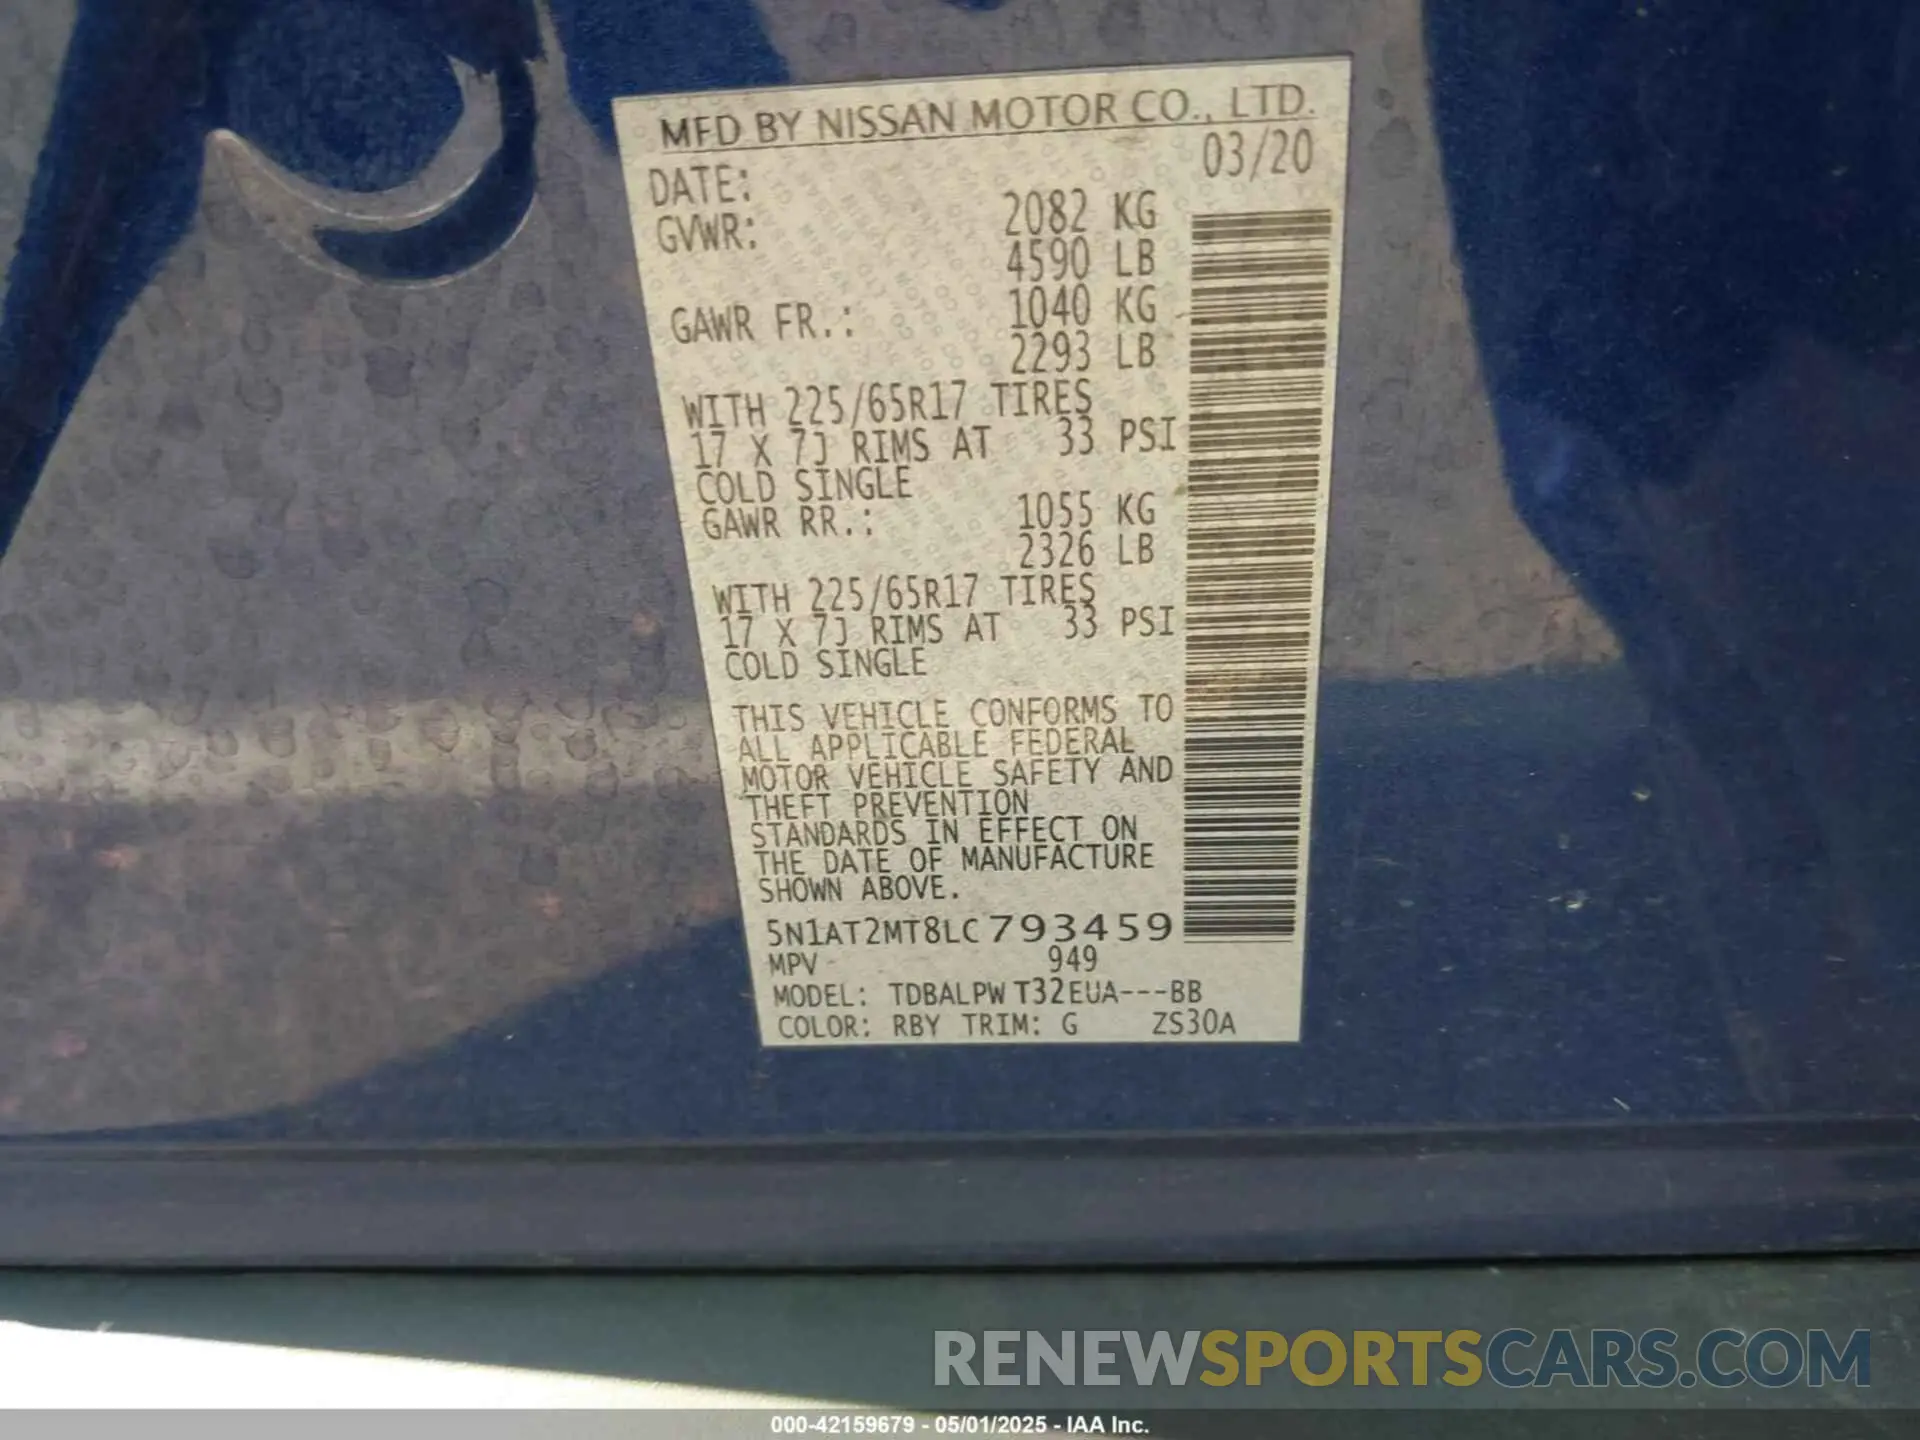 MFD BY NISSAN MOTOR CO., LTD.
DATE: 03/20
GVWR: 2082 KG
4590 LB
GAWR FR.: 1040 KG
2293 LB
WITH 225/65R17 TIRES
17 X 7J RIMS AT 33 PSI
COLD SINGLE
GAWR RR.: 1055 KG
2326 LB
WITH 225/65R17 TIRES
17 X 7J RIMS AT 33 PSI
COLD SINGLE
THIS VEHICLE CONFORMS TO
ALL APPLICABLE FEDERAL
MOTOR VEHICLE SAFETY AND
THEFT PREVENTION
STANDARDS IN EFFECT ON
THE DATE OF MANUFACTURE
SHOWN ABOVE.
5N1AT2MT8LC793459
MPV 949
MODEL: TDBALPW T32EUA---BB
COLOR: RBY TRIM: G ZS30A
RENEWSPORTSCARS.COM
000-42159679 - 05/01/2025 - IAA Inc.